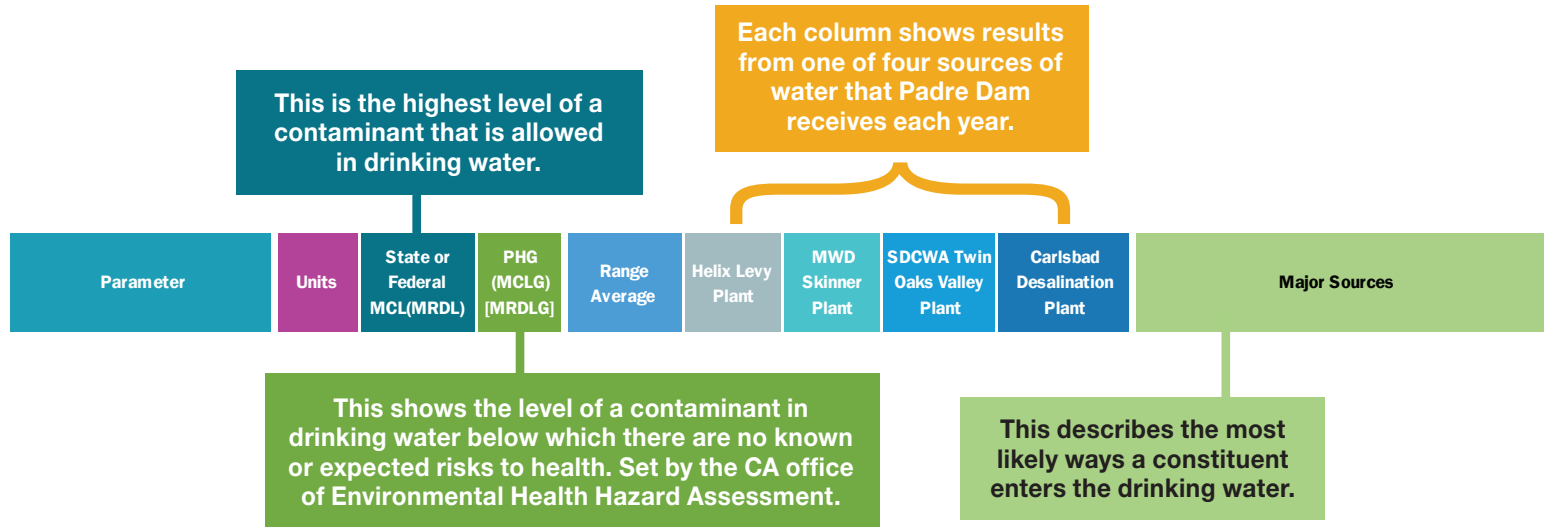 Each column shows results
from one of four sources of
water that Padre Dam
receives each year.
This is the highest level of a
contaminant that is allowed
in drinking water.
Parameter
Units
State or
Federal
MCL(MRDL)
PHG
(MCLG)
[MRDLG]
Range
Average
Helix Levy
Plant
MWD
Skinner
Plant
SDCWA Twin
Oaks Valley
Plant
Carlsbad
Desalination
Plant
Major Sources
This shows the level of a contaminant in
drinking water below which there are no known
or expected risks to health. Set by the CA office
of Environmental Health Hazard Assessment.
This describes the most
likely ways a constituent
enters the drinking water.